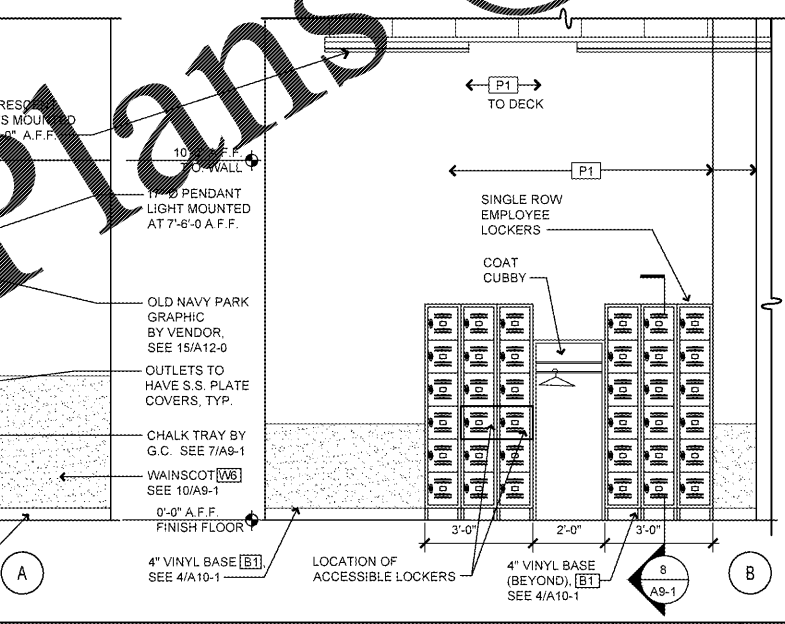 Plans
RESCENT
S MOUNTED
0" A.F.F.
A.F.F.
T.O. WALL
17" Ø PENDANT
LIGHT MOUNTED
AT 7'-6'-0 A.F.F.
OLD NAVY PARK
GRAPHIC
BY VENDOR,
SEE 15/A12-0
OUTLETS TO
HAVE S.S. PLATE
COVERS, TYP.
CHALK TRAY BY
G.C. SEE 7/A9-1
WAINSCOT W6
SEE 10/A9-1
0'-0" A.F.F.
FINISH FLOOR
4" VINYL BASE B1,
SEE 4/A10-1
A
P1
TO DECK
P1
SINGLE ROW
EMPLOYEE
LOCKERS
COAT
CUBBY
3'-0"
2'-0"
3'-0"
LOCATION OF
ACCESSIBLE LOCKERS
4" VINYL BASE
(BEYOND), B1
SEE 4/A10-1
8
A9-1
B